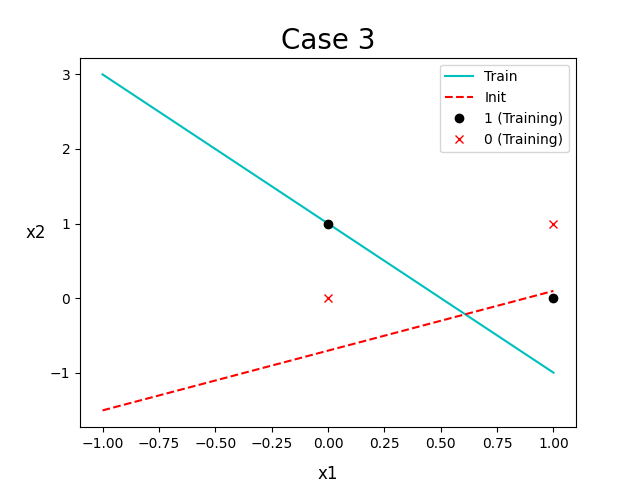 Case 3
Train
Init
1 (Training)
0 (Training)
3
2
1
0
−1
x2
−1.00 −0.75 −0.50 −0.25 0.00 0.25 0.50 0.75 1.00
x1